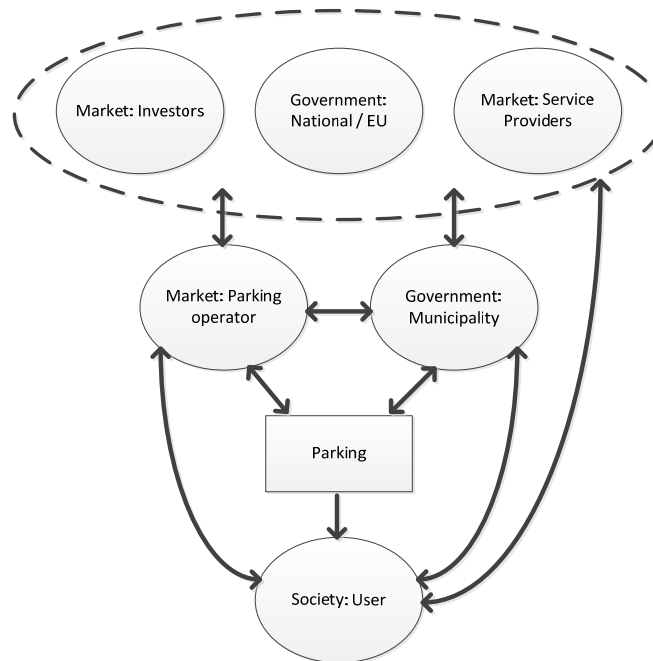 Market: Investors
Government:
National / EU
Market: Service
Providers
Market: Parking
operator
Government:
Municipality
Parking
Society: User